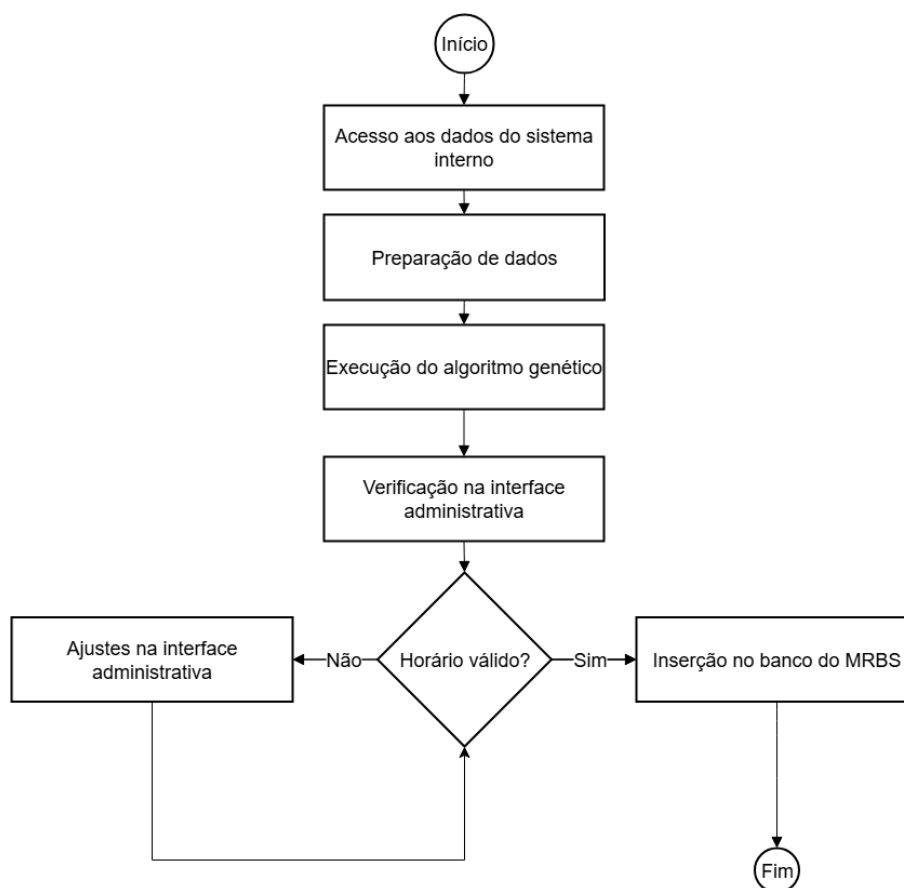 Início
Acesso aos dados do sistema
interno
Preparação de dados
Execução do algoritmo genético
Verificação na interface
administrativa
Ajustes na interface
administrativa
Não
Horário válido?
Sim
Inserção no banco do MRBS
Fim